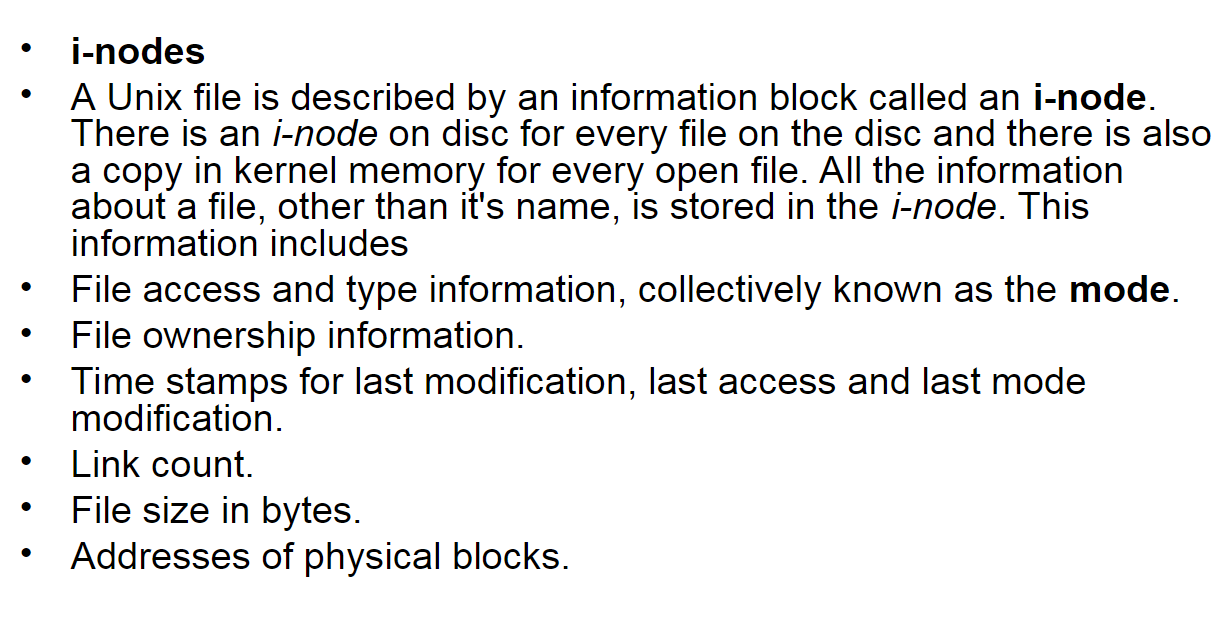 • i-nodes
• A Unix file is described by an information block called an i-node.
There is an i-node on disc for every file on the disc and there is also
a copy in kernel memory for every open file. All the information
about a file, other than it's name, is stored in the i-node. This
information includes
• File access and type information, collectively known as the mode.
• File ownership information.
• Time stamps for last modification, last access and last mode
modification.
• Link count.
• File size in bytes.
• Addresses of physical blocks.